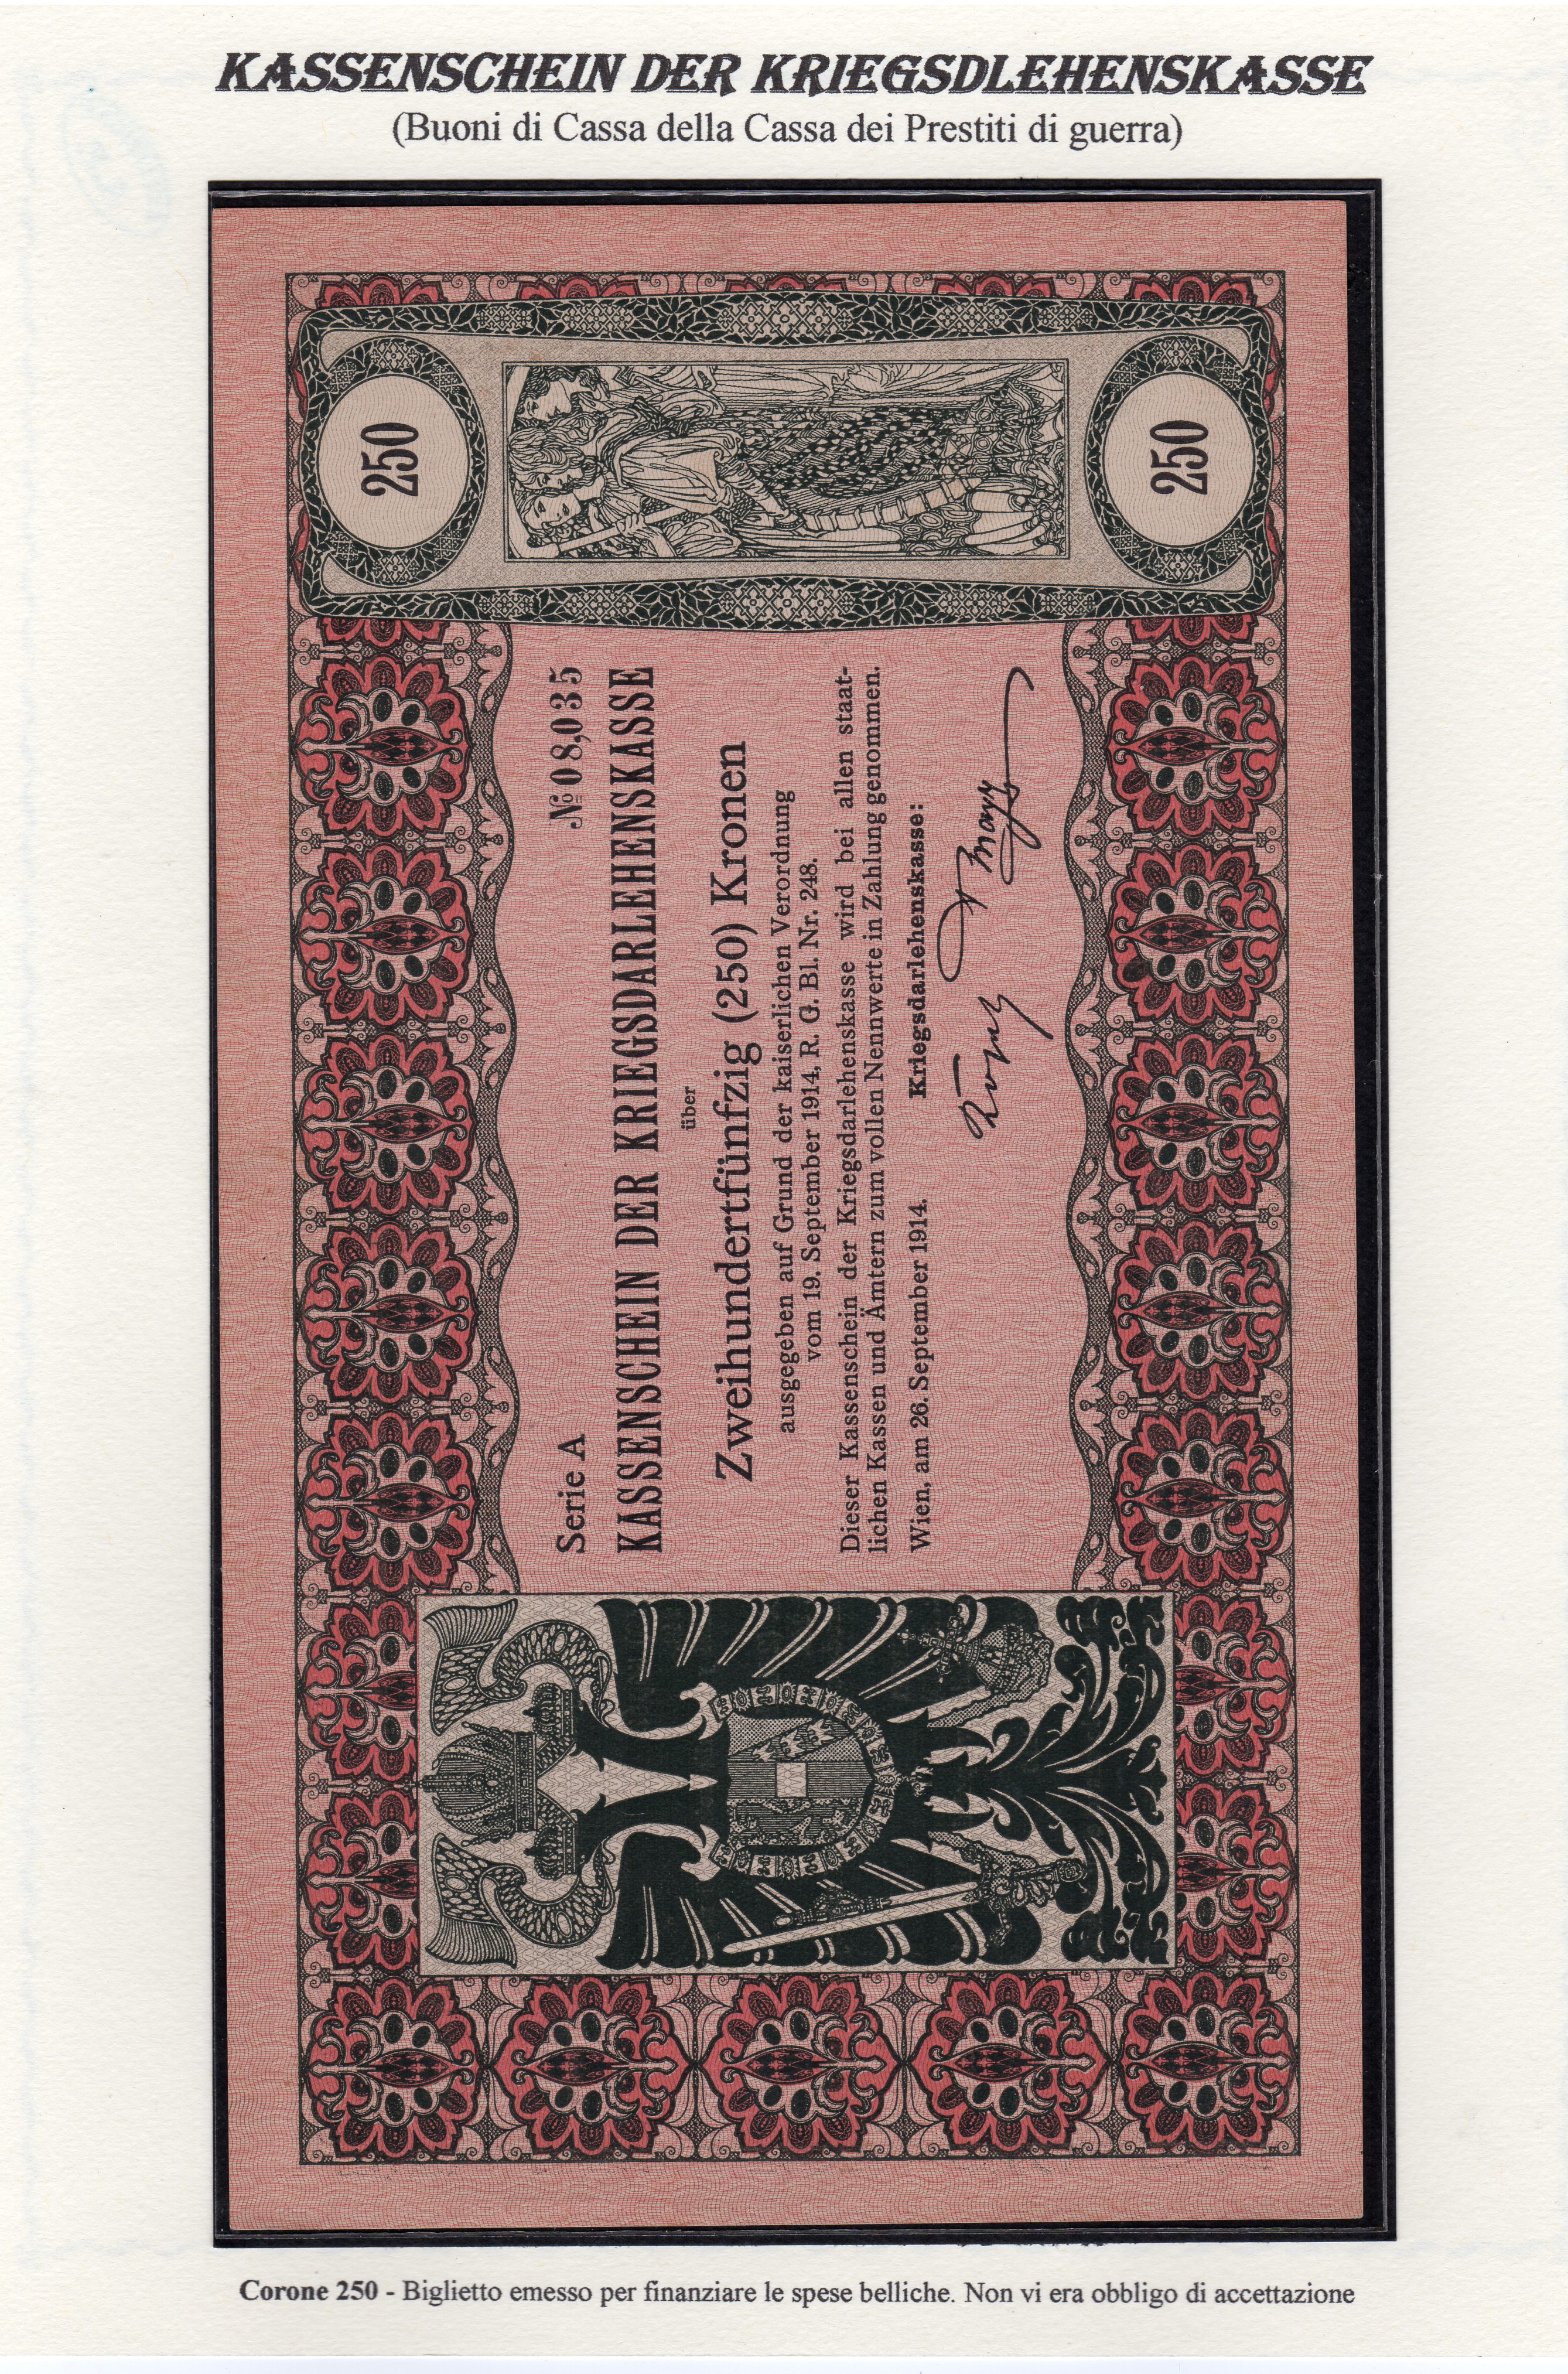 KASSENSCHEIN DER KRIEGSDLEHENSKASSE
(Buoni di Cassa della Cassa dei Prestiti di guerra)
250
250
Serie A
№ 08,035
KASSENSCHEIN DER KRIEGSDARLEHENSKASSE
über
Zweihundertfünfzig (250) Kronen
ausgegeben auf Grund der kaiserlichen Verordnung
vom 19. September 1914, R. G. Bl. Nr. 248.
Dieser Kassenschein der Kriegsdarlehenskasse wird bei allen staat-
lichen Kassen und Ämtern zum vollen Nennwerte in Zahlung genommen.
Wien, am 26. September 1914.
Kriegsdarlehenskasse:
Corone 250 - Biglietto emesso per finanziare le spese belliche. Non vi era obbligo di accettazione